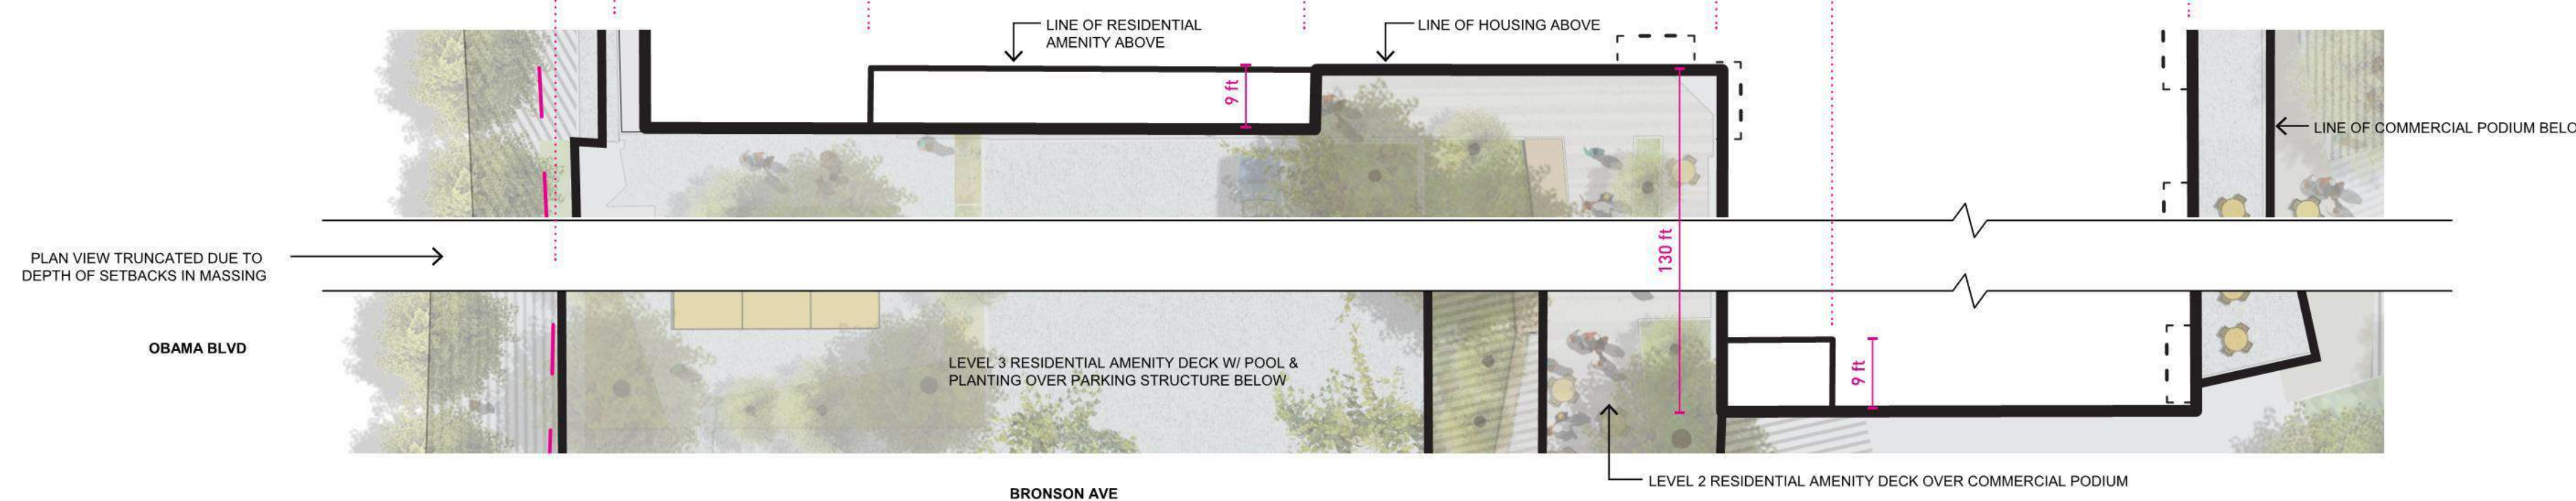 LINE OF RESIDENTIAL
AMENITY ABOVE
LINE OF HOUSING ABOVE
9 ft
LINE OF COMMERCIAL PODIUM BELO
130 ft
PLAN VIEW TRUNCATED DUE TO
DEPTH OF SETBACKS IN MASSING
OBAMA BLVD
LEVEL 3 RESIDENTIAL AMENITY DECK W/ POOL &
PLANTING OVER PARKING STRUCTURE BELOW
9 ft
LEVEL 2 RESIDENTIAL AMENITY DECK OVER COMMERCIAL PODIUM
BRONSON AVE